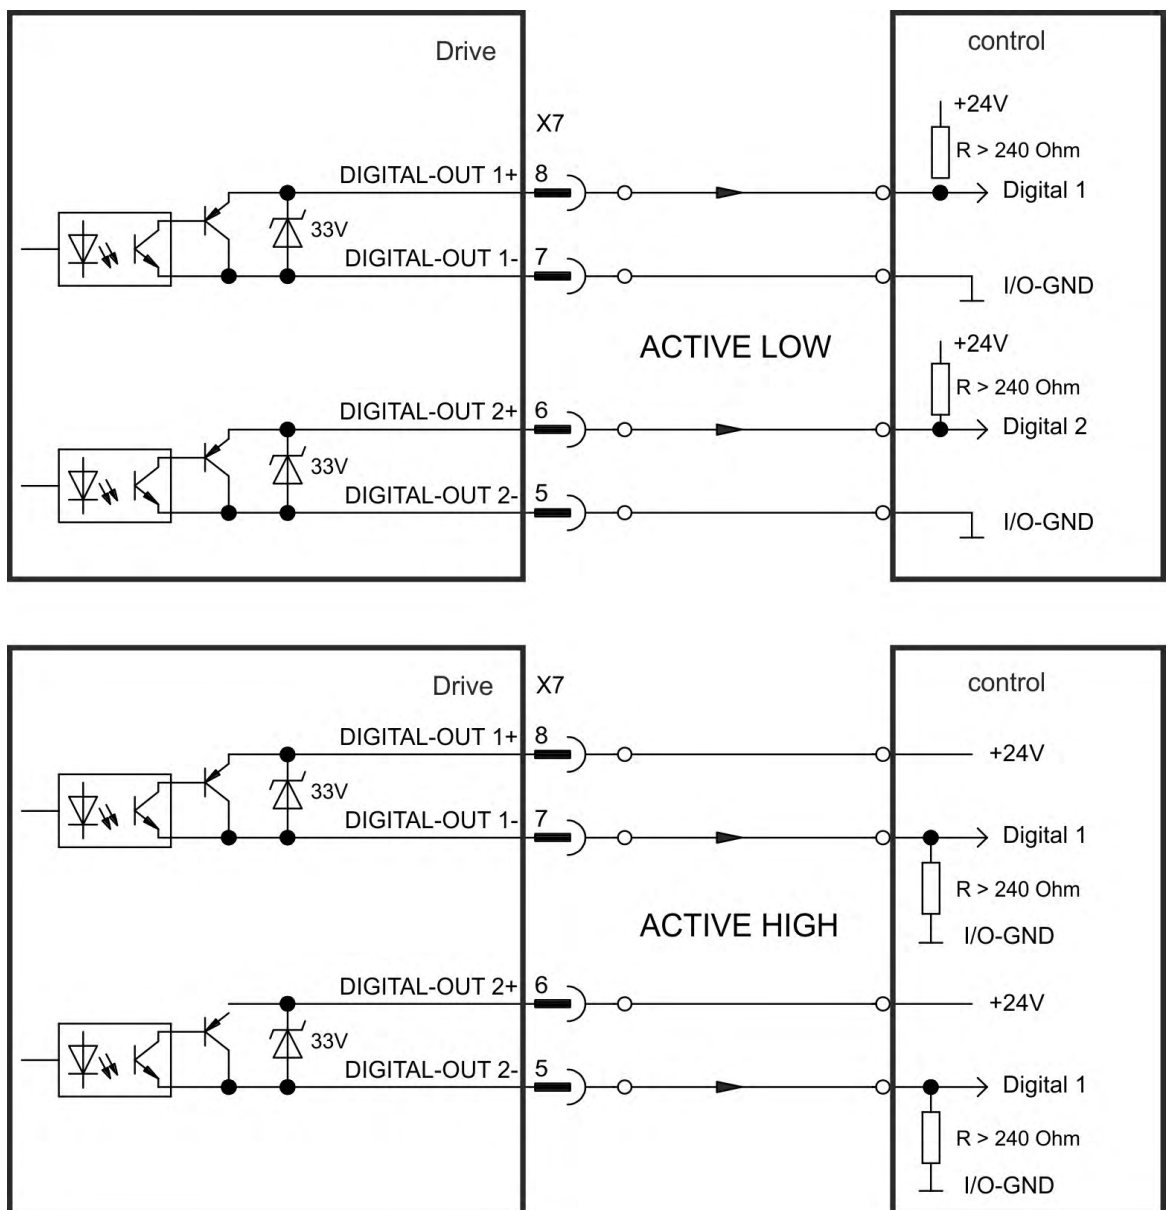 Drive
control
+24V
X7
R > 240 Ohm
DIGITAL-OUT 1+
8
Digital 1
33V
DIGITAL-OUT 1-
7
I/O-GND
ACTIVE LOW
+24V
R > 240 Ohm
DIGITAL-OUT 2+
6
Digital 2
33V
DIGITAL-OUT 2-
5
I/O-GND
Drive
X7
control
DIGITAL-OUT 1+
8
+24V
33V
DIGITAL-OUT 1-
7
Digital 1
R > 240 Ohm
ACTIVE HIGH
I/O-GND
DIGITAL-OUT 2+
6
+24V
33V
DIGITAL-OUT 2-
5
Digital 1
R > 240 Ohm
I/O-GND